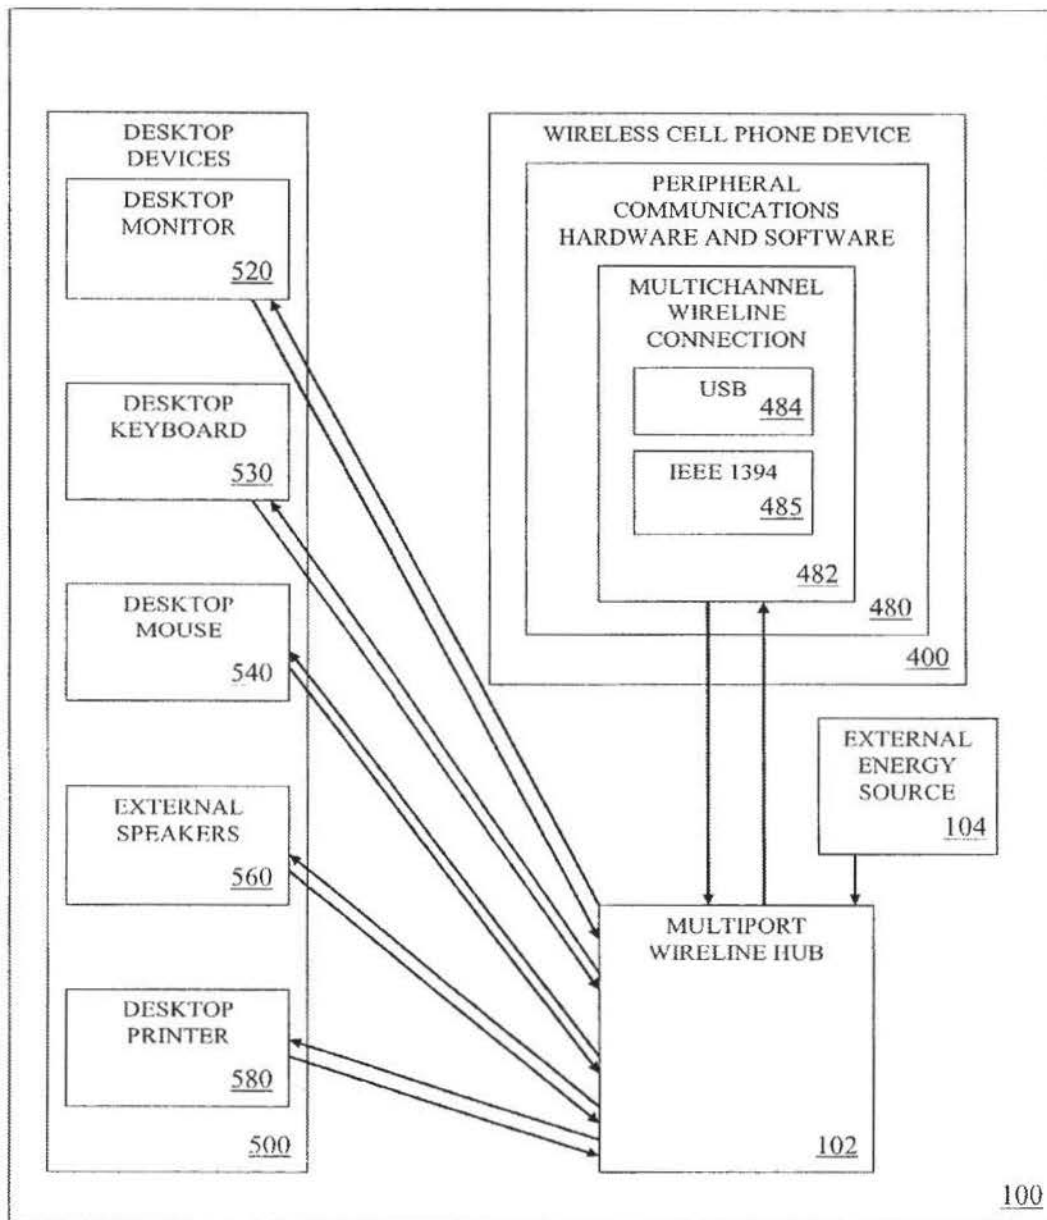 DESKTOP
DEVICES
DESKTOP
MONITOR
520
DESKTOP
KEYBOARD
530
DESKTOP
MOUSE
540
EXTERNAL
SPEAKERS
560
DESKTOP
PRINTER
580
500
WIRELESS CELL PHONE DEVICE
PERIPHERAL
COMMUNICATIONS
HARDWARE AND SOFTWARE
MULTICHANNEL
WIRELINE
CONNECTION
USB
484
IEEE 1394
485
482
480
400
EXTERNAL
ENERGY
SOURCE
104
MULTIPORT
WIRELINE HUB
102
100